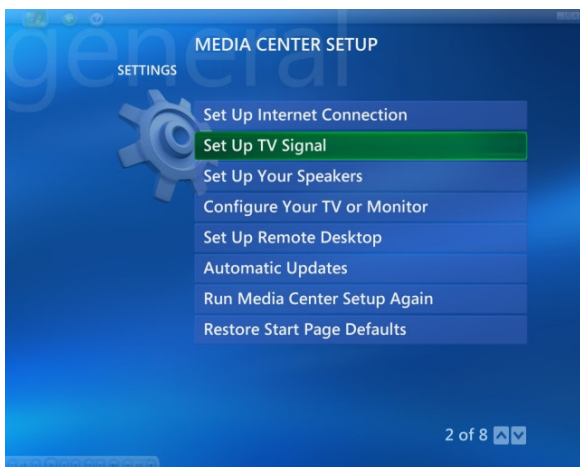 general
MEDIA CENTER SETUP
SETTINGS
Set Up Internet Connection
Set Up TV Signal
Set Up Your Speakers
Configure Your TV or Monitor
Set Up Remote Desktop
Automatic Updates
Run Media Center Setup Again
Restore Start Page Defaults
2 of 8